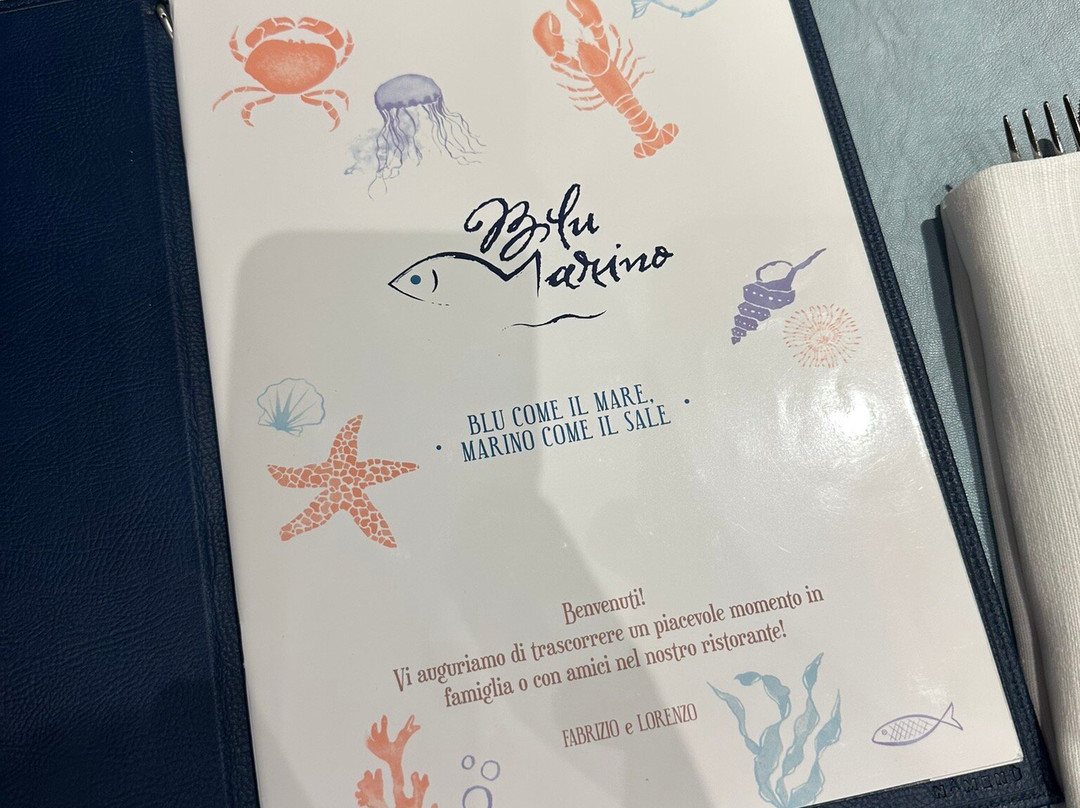 Blu
Marino
BLU COME IL MARE,
MARINO COME IL SALE
Benvenuti!
Vi auguriamo di trascorrere un piacevole momento in
famiglia o con amici nel nostro ristorante!
FABRIZIO e LORENZO